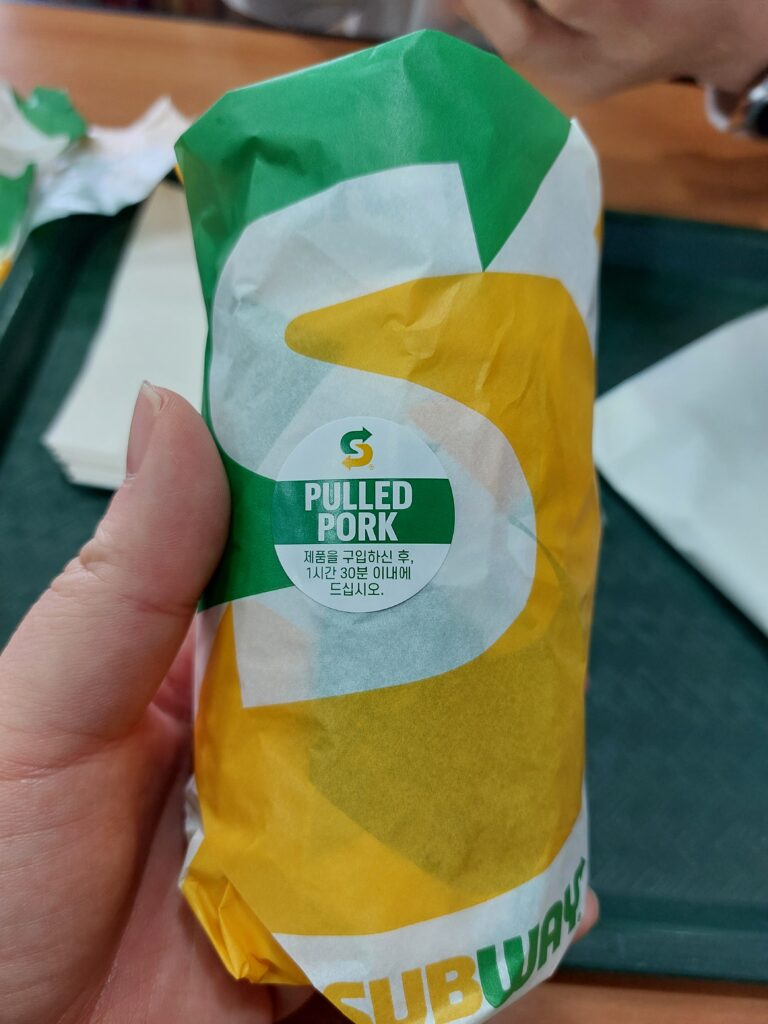 PULLED
PORK
제품을 구입하신 후,
1시간 30분 이내에
드십시오.
SUBWAY